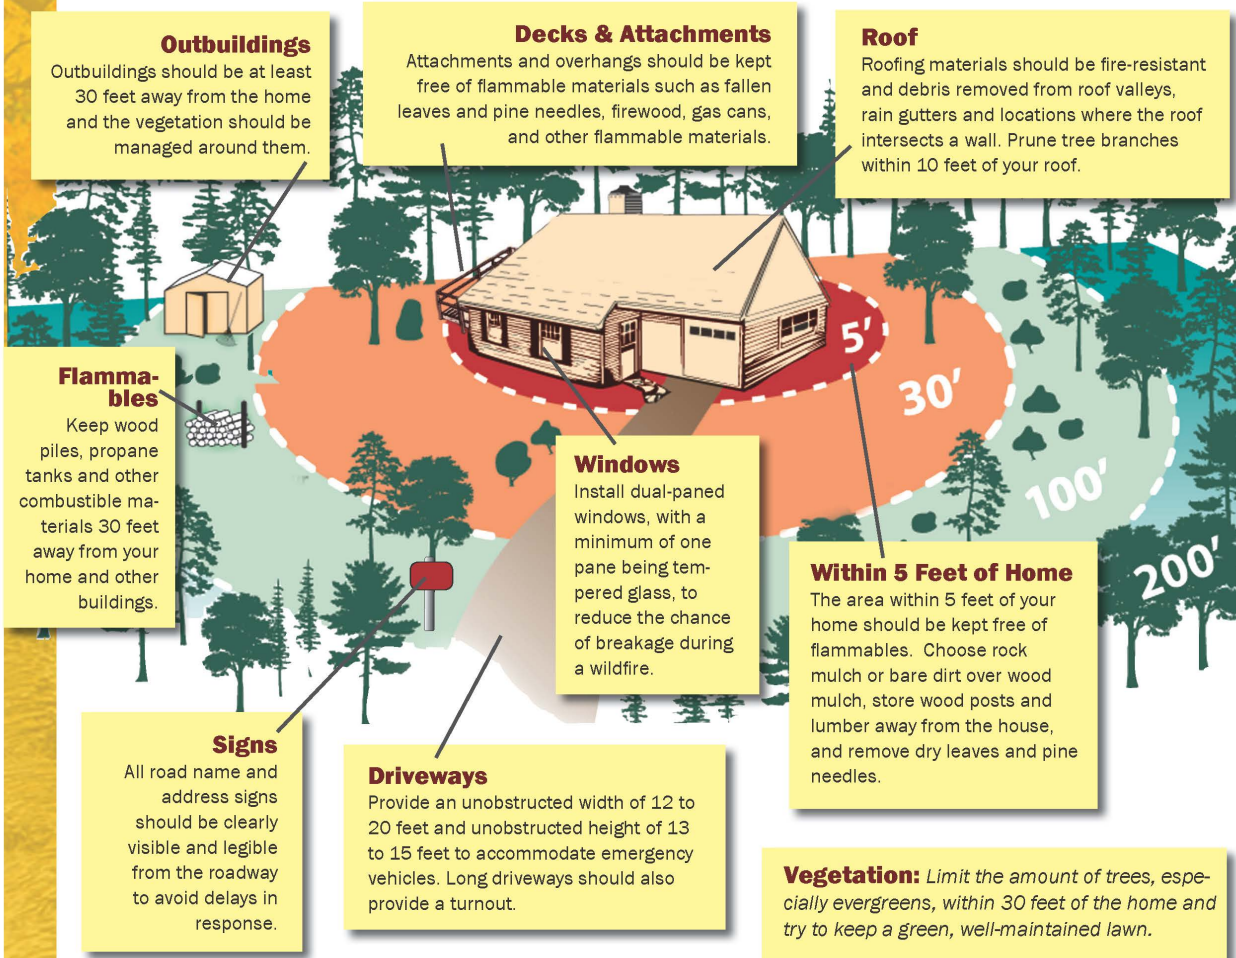 Outbuildings
Outbuildings should be at least
30 feet away from the home
and the vegetation should be
managed around them.
Decks & Attachments
Attachments and overhangs should be kept
free of flammable materials such as fallen
leaves and pine needles, firewood, gas cans,
and other flammable materials.
Roof
Roofing materials should be fire-resistant
and debris removed from roof valleys,
rain gutters and locations where the roof
intersects a wall. Prune tree branches
within 10 feet of your roof.
5′
30′
100′
200′
Flamma-
bles
Keep wood
piles, propane
tanks and other
combustible ma-
terials 30 feet
away from your
home and other
buildings.
Windows
Install dual-paned
windows, with a
minimum of one
pane being tem-
pered glass, to
reduce the chance
of breakage during
a wildfire.
Within 5 Feet of Home
The area within 5 feet of your
home should be kept free of
flammables.  Choose rock
mulch or bare dirt over wood
mulch, store wood posts and
lumber away from the house,
and remove dry leaves and pine
needles.
Signs
All road name and
address signs
should be clearly
visible and legible
from the roadway
to avoid delays in
response.
Driveways
Provide an unobstructed width of 12 to
20 feet and unobstructed height of 13
to 15 feet to accommodate emergency
vehicles. Long driveways should also
provide a turnout.
Vegetation: Limit the amount of trees, espe-
cially evergreens, within 30 feet of the home and
try to keep a green, well-maintained lawn.